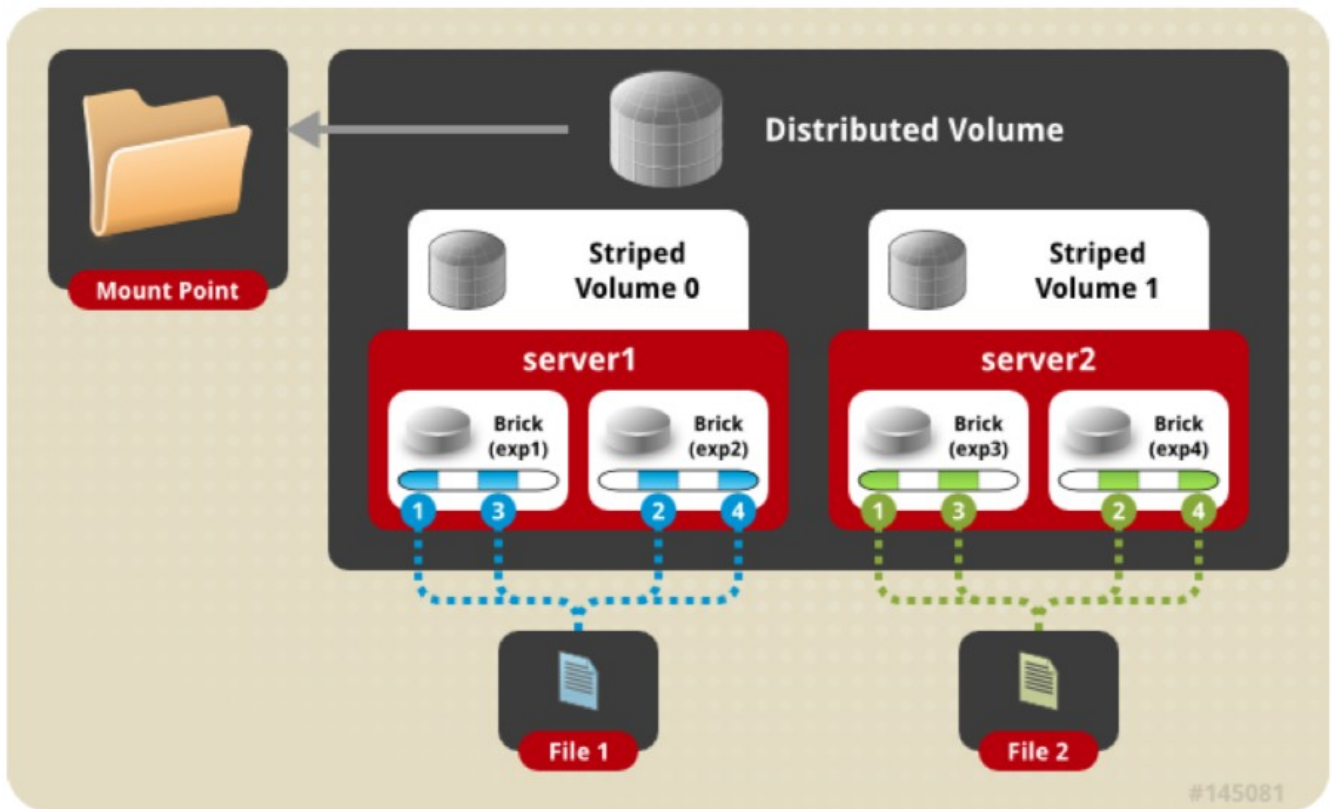 Distributed Volume
Mount Point
Striped
Volume 0
Striped
Volume 1
server1
server2
Brick
(exp1)
Brick
(exp2)
Brick
(exp3)
Brick
(exp4)
1
3
2
4
1
3
2
4
File 1
File 2
#145081